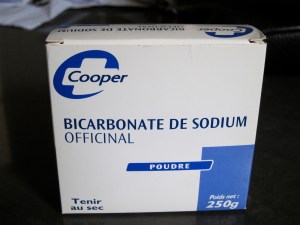 Cooper
BICARBONATE DE SODIUM
OFFICINAL
POUDRE
Tenir
au sec
Poids net :
250g